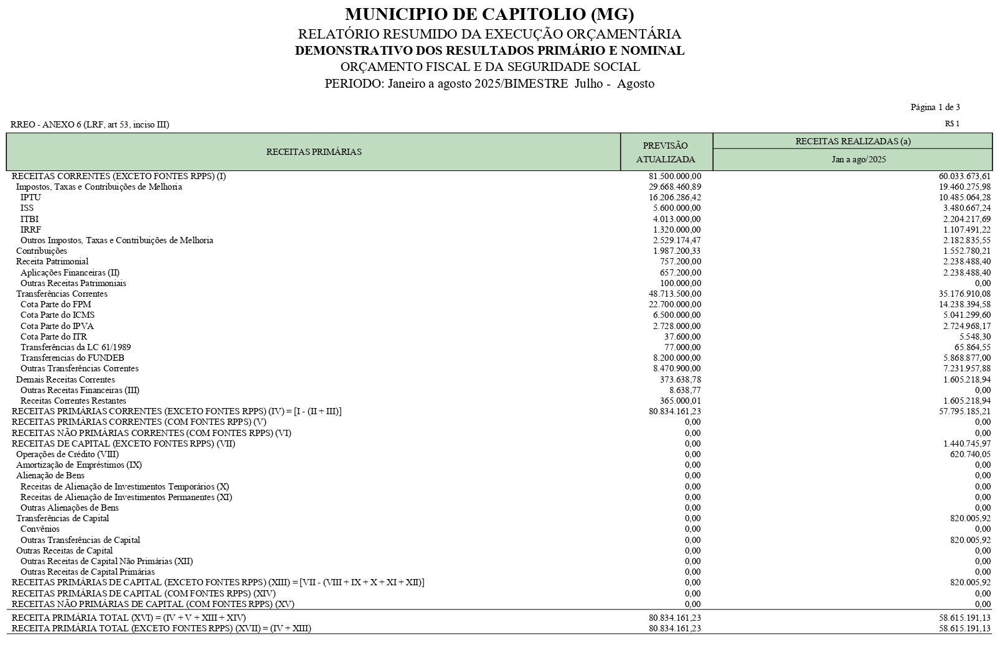 MUNICIPIO DE CAPITOLIO (MG)
RELATÓRIO RESUMIDO DA EXECUÇÃO ORÇAMENTÁRIA
DEMONSTRATIVO DOS RESULTADOS PRIMÁRIO E NOMINAL
ORÇAMENTO FISCAL E DA SEGURIDADE SOCIAL
PERIODO: Janeiro a agosto 2025/BIMESTRE Julho - Agosto
Página 1 de 3
RREO - ANEXO 6 (LRF, art 53, inciso III) R$ 1
RECEITAS PRIMÁRIAS PREVISÃO ATUALIZADA RECEITAS REALIZADAS (a)
Jan a ago/2025
RECEITAS CORRENTES (EXCETO FONTES RPPS) (I) 81.500.000,00 60.033.673,61
Impostos, Taxas e Contribuições de Melhoria 29.668.460,89 19.460.275,98
IPTU 16.206.286,42 10.485.064,28
ISS 5.600.000,00 3.480.667,24
ITBI 4.013.000,00 2.204.217,69
IRRF 1.320.000,00 1.107.491,22
Outros Impostos, Taxas e Contribuições de Melhoria 2.529.174,47 2.182.835,55
Contribuições 1.987.200,33 1.552.780,21
Receita Patrimonial 757.200,00 2.238.488,40
Aplicações Financeiras (II) 657.200,00 2.238.488,40
Outras Receitas Patrimoniais 100.000,00 0,00
Transferências Correntes 48.713.500,00 35.176.910,08
Cota Parte do FPM 22.700.000,00 14.238.394,58
Cota Parte do ICMS 6.500.000,00 5.041.299,60
Cota Parte do IPVA 2.728.000,00 2.724.968,17
Cota Parte do ITR 37.600,00 5.548,30
Transferências da LC 61/1989 77.000,00 65.864,55
Transferencias do FUNDEB 8.200.000,00 5.868.877,00
Outras Transferências Correntes 8.470.900,00 7.231.957,88
Demais Receitas Correntes 373.638,78 1.605.218,94
Outras Receitas Financeiras (III) 8.638,77 0,00
Receitas Correntes Restantes 365.000,01 1.605.218,94
RECEITAS PRIMÁRIAS CORRENTES (EXCETO FONTES RPPS) (IV) = [I - (II + III)] 80.834.161,23 57.795.185,21
RECEITAS PRIMÁRIAS CORRENTES (COM FONTES RPPS) (V) 0,00 0,00
RECEITAS NÃO PRIMÁRIAS CORRENTES (COM FONTES RPPS) (VI) 0,00 0,00
RECEITAS DE CAPITAL (EXCETO FONTES RPPS) (VII) 0,00 1.440.745,97
Operações de Crédito (VIII) 0,00 620.740,05
Amortização de Empréstimos (IX) 0,00 0,00
Alienação de Bens 0,00 0,00
Receitas de Alienação de Investimentos Temporários (X) 0,00 0,00
Receitas de Alienação de Investimentos Permanentes (XI) 0,00 0,00
Outras Alienações de Bens 0,00 0,00
Transferências de Capital 0,00 820.005,92
Convênios 0,00 0,00
Outras Transferências de Capital 0,00 820.005,92
Outras Receitas de Capital 0,00 0,00
Outras Receitas de Capital Não Primárias (XII) 0,00 0,00
Outras Receitas de Capital Primárias 0,00 0,00
RECEITAS PRIMÁRIAS DE CAPITAL (EXCETO FONTES RPPS) (XIII) = [VII - (VIII + IX + X + XI + XII)] 0,00 820.005,92
RECEITAS PRIMÁRIAS DE CAPITAL (COM FONTES RPPS) (XIV) 0,00 0,00
RECEITAS NÃO PRIMÁRIAS DE CAPITAL (COM FONTES RPPS) (XV) 0,00 0,00
RECEITA PRIMÁRIA TOTAL (XVI) = (IV + V + XIII + XIV) 80.834.161,23 58.615.191,13
RECEITA PRIMÁRIA TOTAL (EXCETO FONTES RPPS) (XVII) = (IV + XIII) 80.834.161,23 58.615.191,13